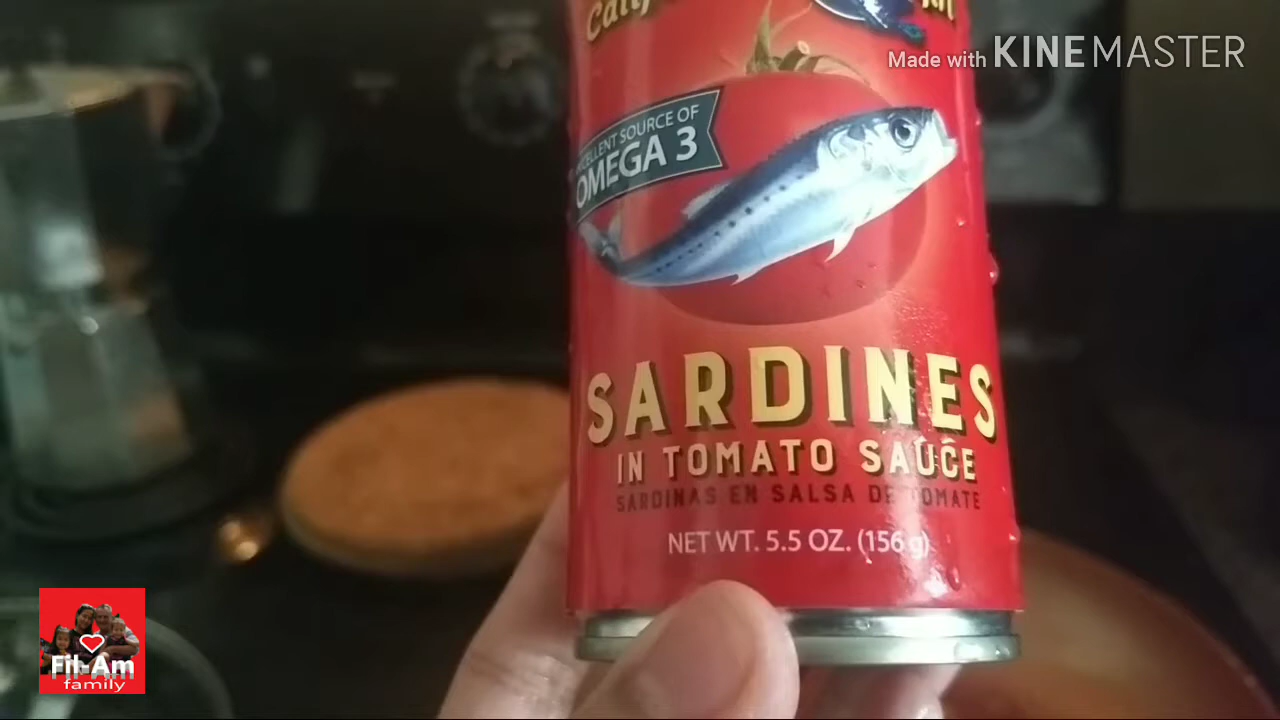 Made with KINEMASTER
EXCELLENT SOURCE OF
OMEGA 3
SARDINES
IN TOMATO SAUCE
SARDINAS EN SALSA DE TOMATE
NET WT. 5.5 OZ. (156 g)
Fil-Am
family